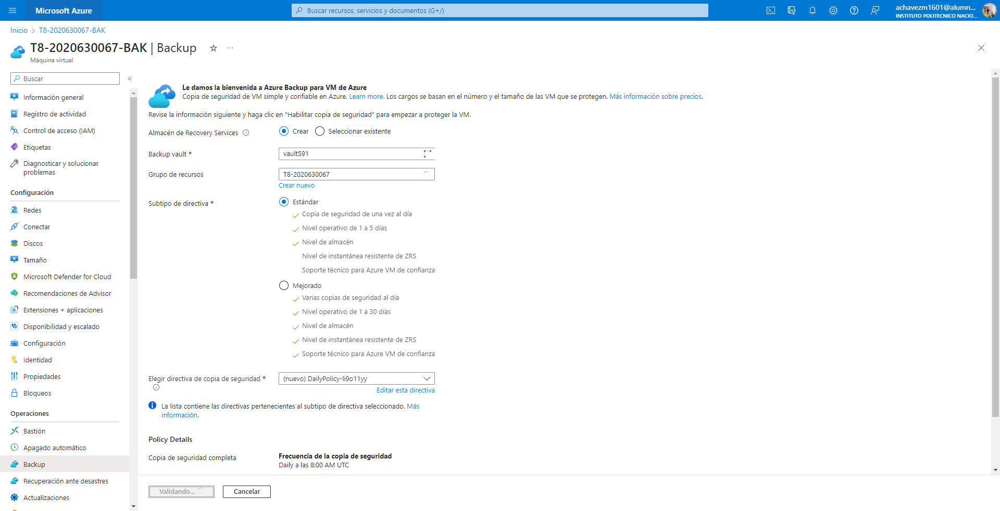 Microsoft Azure
Buscar recursos, servicios y documentos (G+/)
achavezm1601@alumn...
INSTITUTO POLITECNICO NACIO...
Inicio > T8-2020630067-BAK
T8-2020630067-BAK | Backup
Máquina virtual
Buscar
Información general
Registro de actividad
Control de acceso (IAM)
Etiquetas
Diagnosticar y solucionar
problemas
Configuración
Redes
Conectar
Discos
Tamaño
Microsoft Defender for Cloud
Recomendaciones de Advisor
Extensiones + aplicaciones
Disponibilidad y escalado
Configuración
Identidad
Propiedades
Bloqueos
Operaciones
Bastión
Apagado automático
Backup
Recuperación ante desastres
Actualizaciones
Le damos la bienvenida a Azure Backup para VM de Azure
Copia de seguridad de VM simple y confiable en Azure. Learn more. Los cargos se basan en el número y el tamaño de las VM que se protegen. Más información sobre precios.
Revise la información siguiente y haga clic en "Habilitar copia de seguridad" para empezar a proteger la VM.
Almacén de Recovery Services
Crear
Seleccionar existente
Backup vault *
vault591
Grupo de recursos
T8-2020630067
Crear nuevo
Subtipo de directiva *
Estándar
Copia de seguridad de una vez al día
Nivel operativo de 1 a 5 días
Nivel de almacén
Nivel de instantánea resistente de ZRS
Soporte técnico para Azure VM de confianza
Mejorado
Varias copias de seguridad al día
Nivel operativo de 1 a 30 días
Nivel de almacén
Nivel de instantánea resistente de ZRS
Soporte técnico para Azure VM de confianza
Elegir directiva de copia de seguridad *
(nuevo) DailyPolicy-li9o11yy
Editar esta directiva
La lista contiene las directivas pertenecientes al subtipo de directiva seleccionado. Más
información.
Policy Details
Copia de seguridad completa
Frecuencia de la copia de seguridad
Daily a las 8:00 AM UTC
Validando...
Cancelar